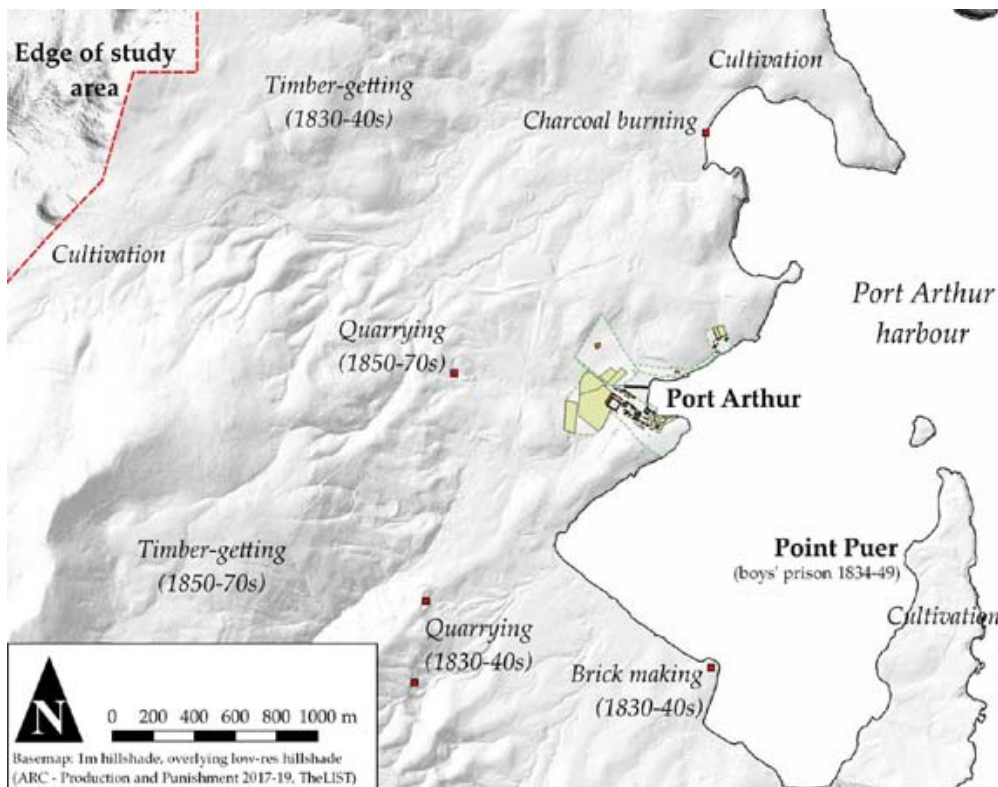 Edge of study
area
Timber-getting
(1830-40s)
Cultivation
Charcoal burning
Cultivation
Port Arthur
harbour
Quarrying
(1850-70s)
Port Arthur
Timber-getting
(1850-70s)
Point Puer
(boys' prison 1834-49)
Cultivation
Quarrying
(1830-40s)
Brick making
(1830-40s)
N
0 200 400 600 800 1000 m
Basemap: 1m hillshade, overlying low-res hillshade
(ARC - Production and Punishment 2017-19, TheLIST)